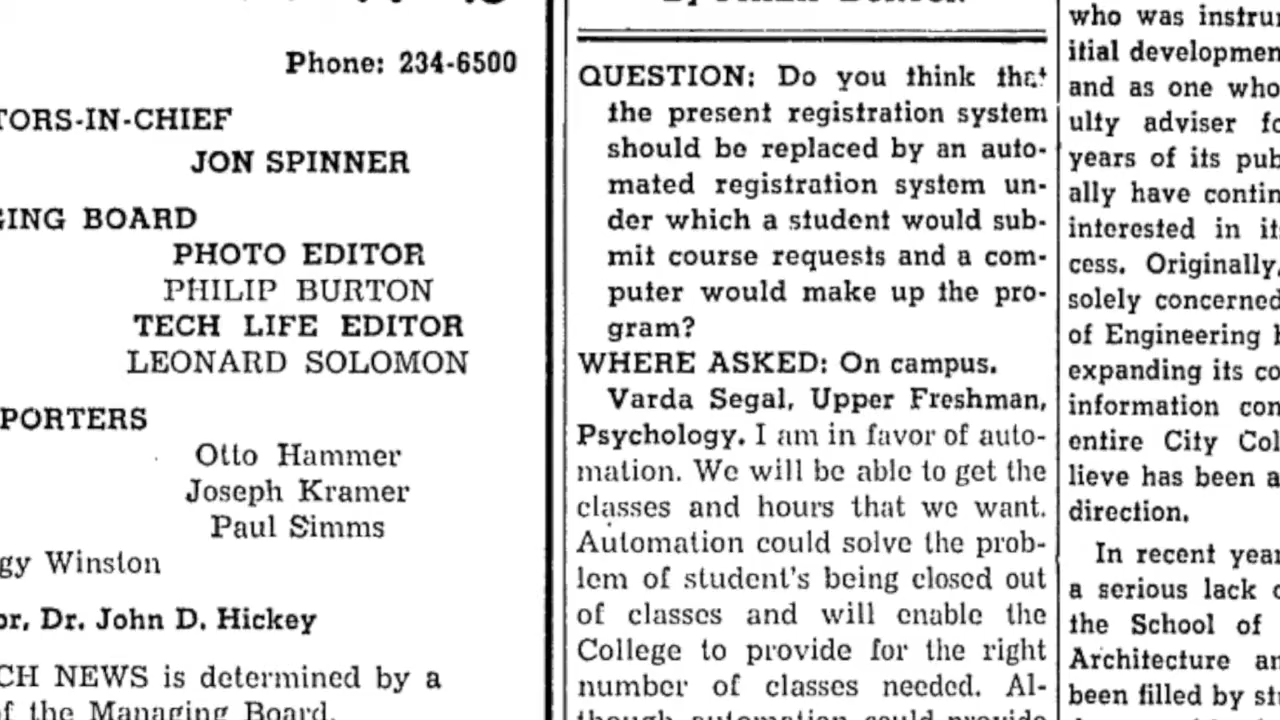 Phone: 234-6500
TORS-IN-CHIEF
JON SPINNER
GING BOARD
PHOTO EDITOR
PHILIP BURTON
TECH LIFE EDITOR
LEONARD SOLOMON
PORTERS
Otto Hammer
Joseph Kramer
Paul Simms
gy Winston
or, Dr. John D. Hickey
CH NEWS is determined by a
of the Managing Board.
QUESTION: Do you think that
the present registration system
should be replaced by an auto-
mated registration system un-
der which a student would sub-
mit course requests and a com-
puter would make up the pro-
gram?
WHERE ASKED: On campus.
Varda Segal, Upper Freshman,
Psychology. I am in favor of auto-
mation. We will be able to get the
classes and hours that we want.
Automation could solve the prob-
lem of student's being closed out
of classes and will enable the
College to provide for the right
number of classes needed. Al-
though automation could provide
who was instru
itial developmen
and as one who
ulty adviser fo
years of its pub
ally have contin
interested in it
cess. Originally,
solely concerned
of Engineering
expanding its co
information con
entire City Col
lieve has been a
direction.
In recent year
a serious lack
the School of
Architecture an
been filled by stu